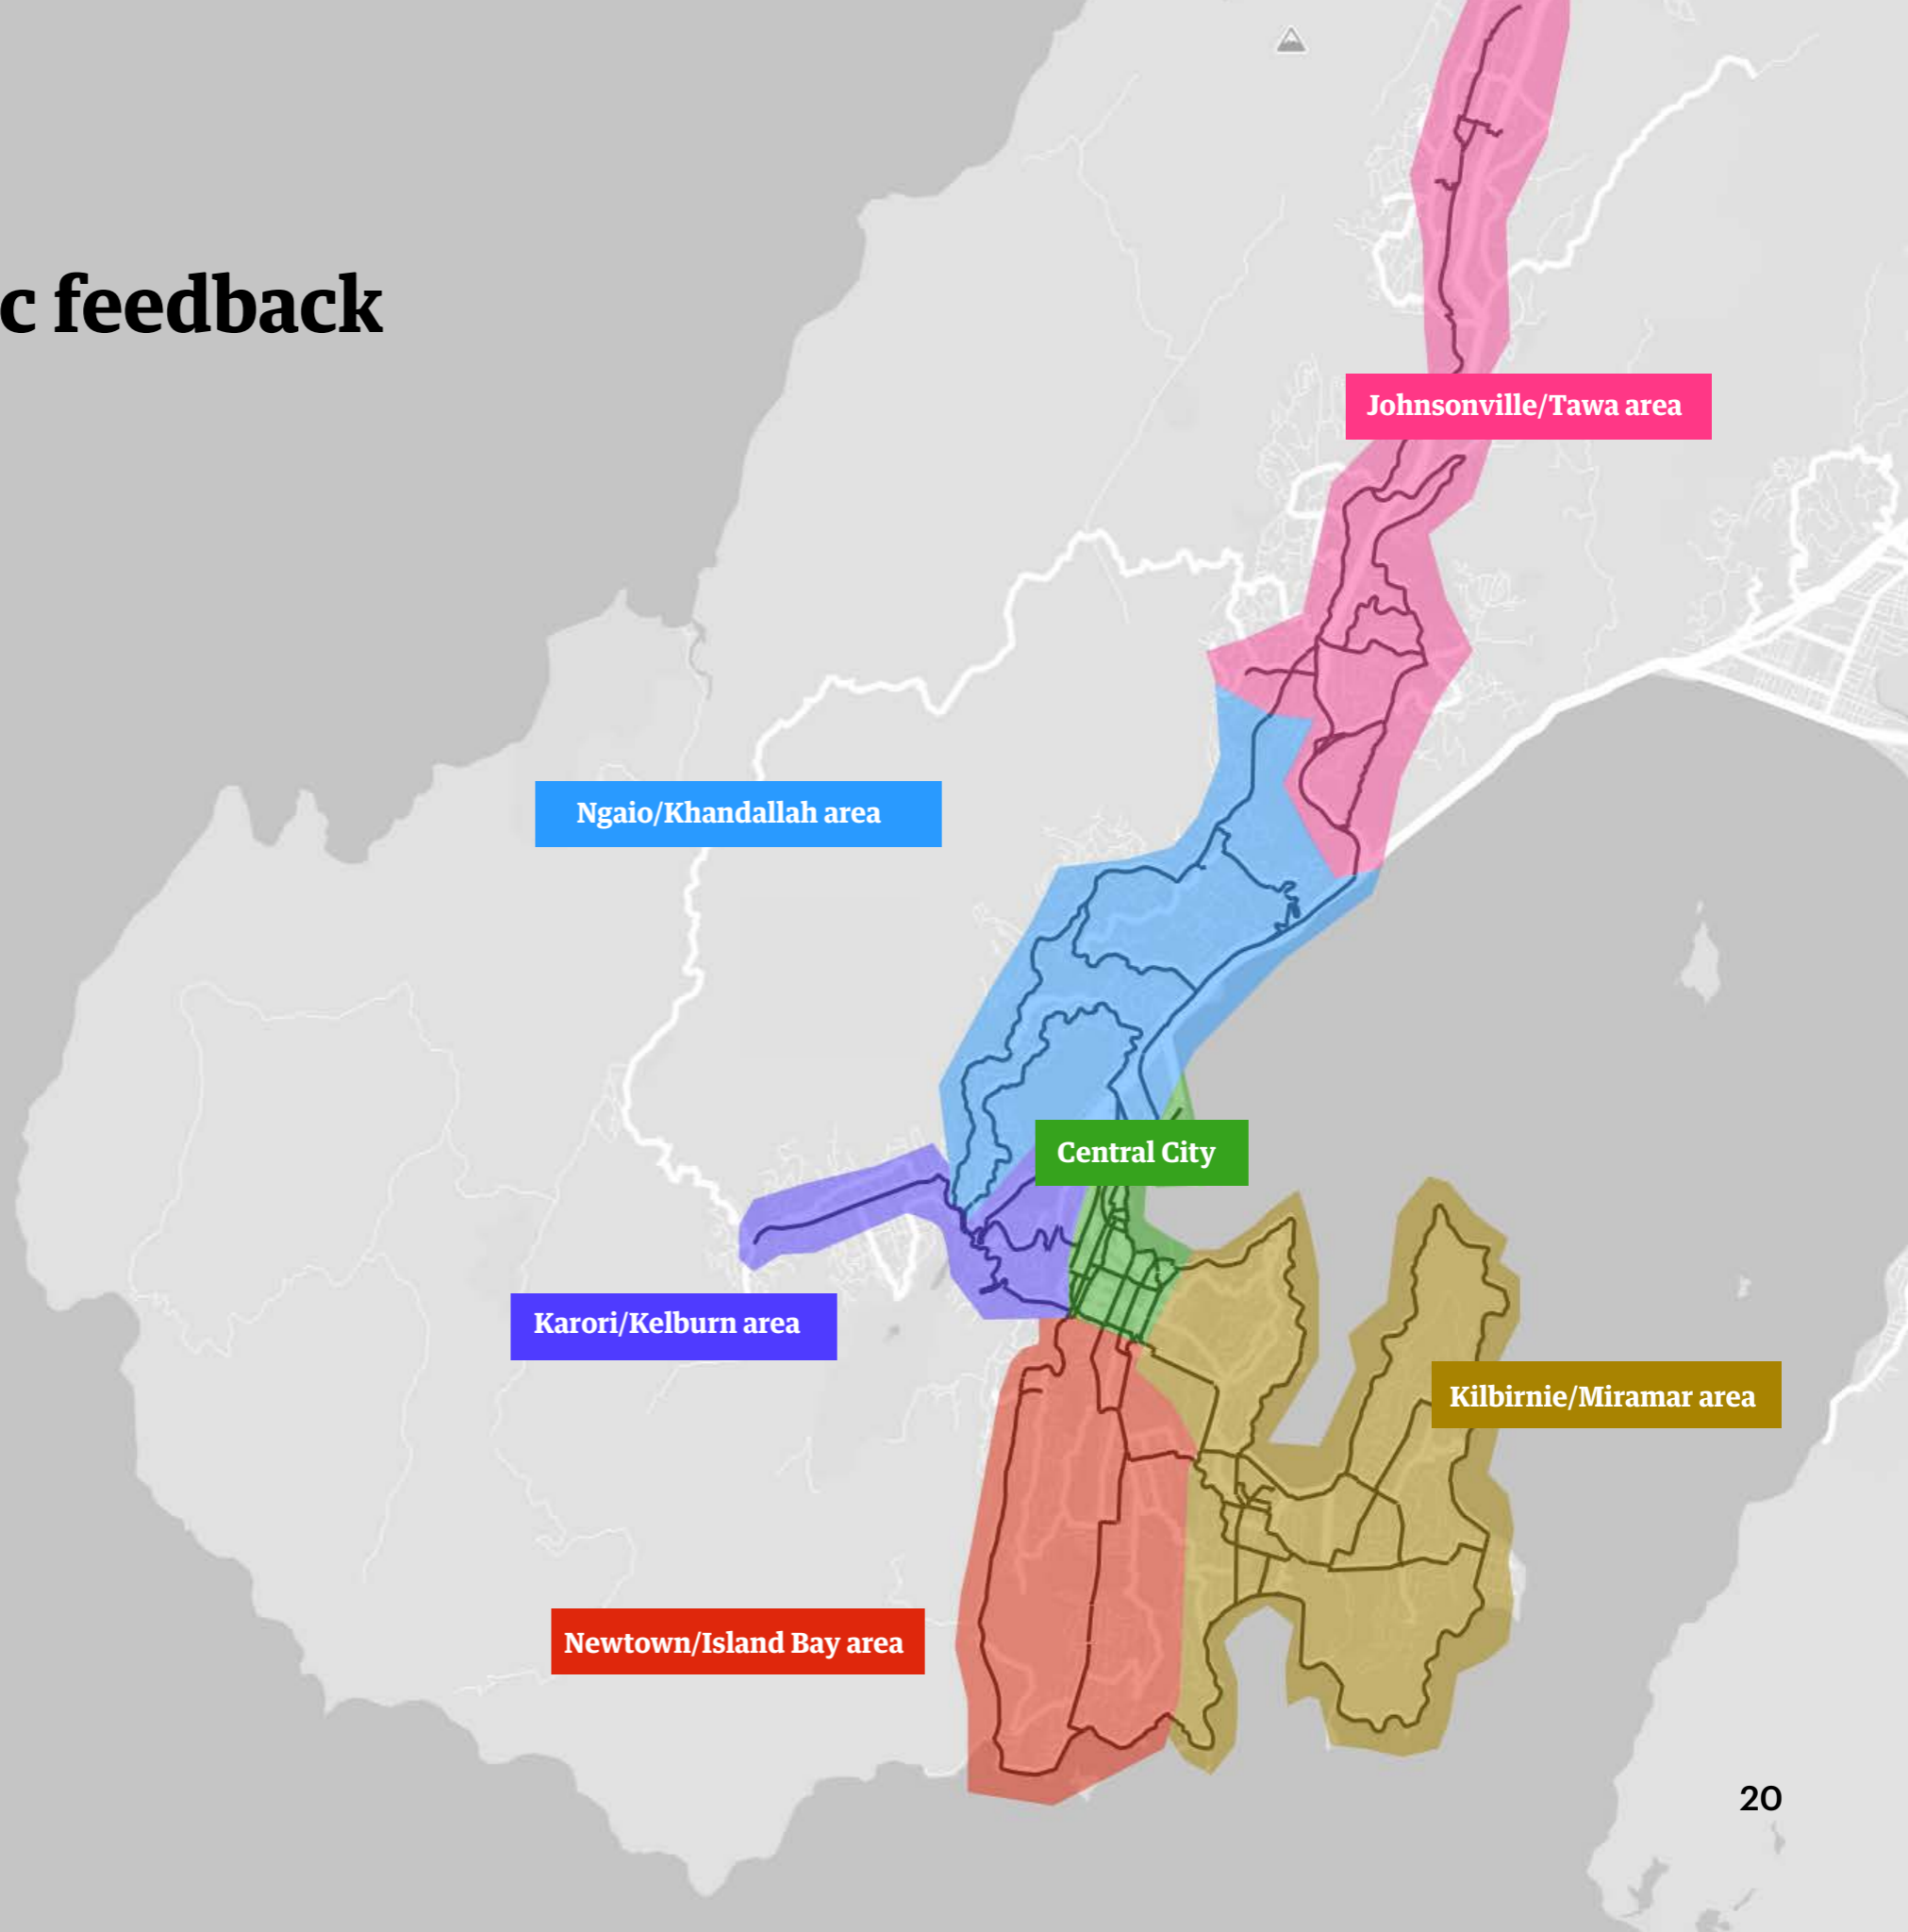 c feedback
Johnsonville/Tawa area
Ngaio/Khandallah area
Central City
Karori/Kelburn area
Kilbirnie/Miramar area
Newtown/Island Bay area
20